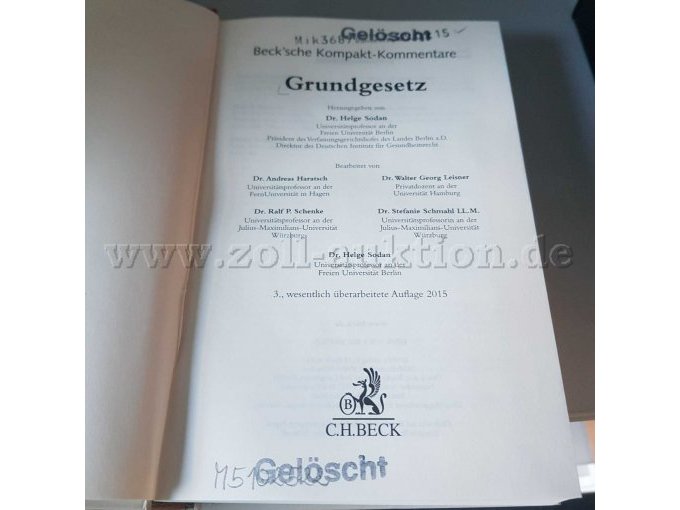 Gelöscht
15
Beck'sche Kompakt-Kommentare
Grundgesetz
Herausgegeben von
Dr. Helge Sodan
Universitätsprofessor an der
Freien Universität Berlin
Präsident des Verfassungsgerichtshofes des Landes Berlin a.D.
Direktor des Deutschen Instituts für Gesundheitsrecht
Bearbeitet von
Dr. Andreas Haratsch
Universitätsprofessor an der
FernUniversität in Hagen
Dr. Walter Georg Leisner
Privatdozent an der
Universität Hamburg
Dr. Ralf P. Schenke
Universitätsprofessor an der
Julius-Maximilians-Universität
Würzburg
Dr. Stefanie Schmahl LL.M.
Universitätsprofessorin an der
Julius-Maximilians-Universität
Würzburg
www.zoll-auktion.de
Dr. Helge Sodan
Universitätsprofessor an der
Freien Universität Berlin
3., wesentlich überarbeitete Auflage 2015
B
C.H.BECK
Gelöscht